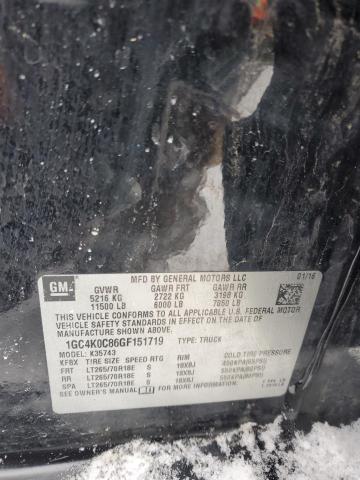 GM
MFD BY GENERAL MOTORS LLC 01/16
GVWR GAWR FRT GAWR RR
5216 KG 2722 KG 3198 KG
11500 LB 6000 LB 7050 LB
THIS VEHICLE CONFORMS TO ALL APPLICABLE U.S. FEDERAL MOTOR
VEHICLE SAFETY STANDARDS IN EFFECT ON THE DATE OF
MANUFACTURE SHOWN ABOVE.
1GC4K0C86GF151719 TYPE: TRUCK
MODEL: K35743
KFBX TIRE SIZE SPEED RTG RIM COLD TIRE PRESSURE
FRT LT265/70R18E S 18X8J
RR LT265/70R18E S 18X8J
SPA LT265/70R18E S 18X8J
SEE OWNER'S MANUAL FOR ADDITIONAL INFORMATION.